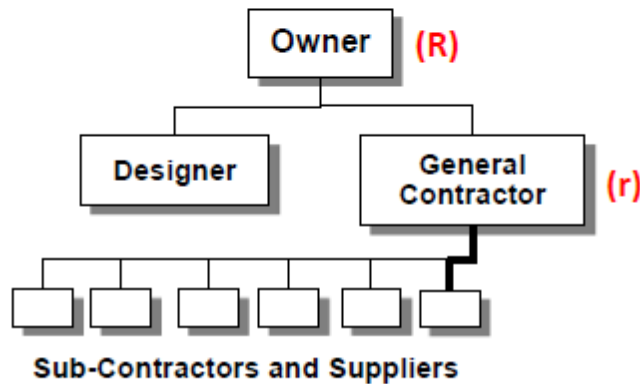 Owner (R)
Designer
General
Contractor
(r)
Sub-Contractors and Suppliers